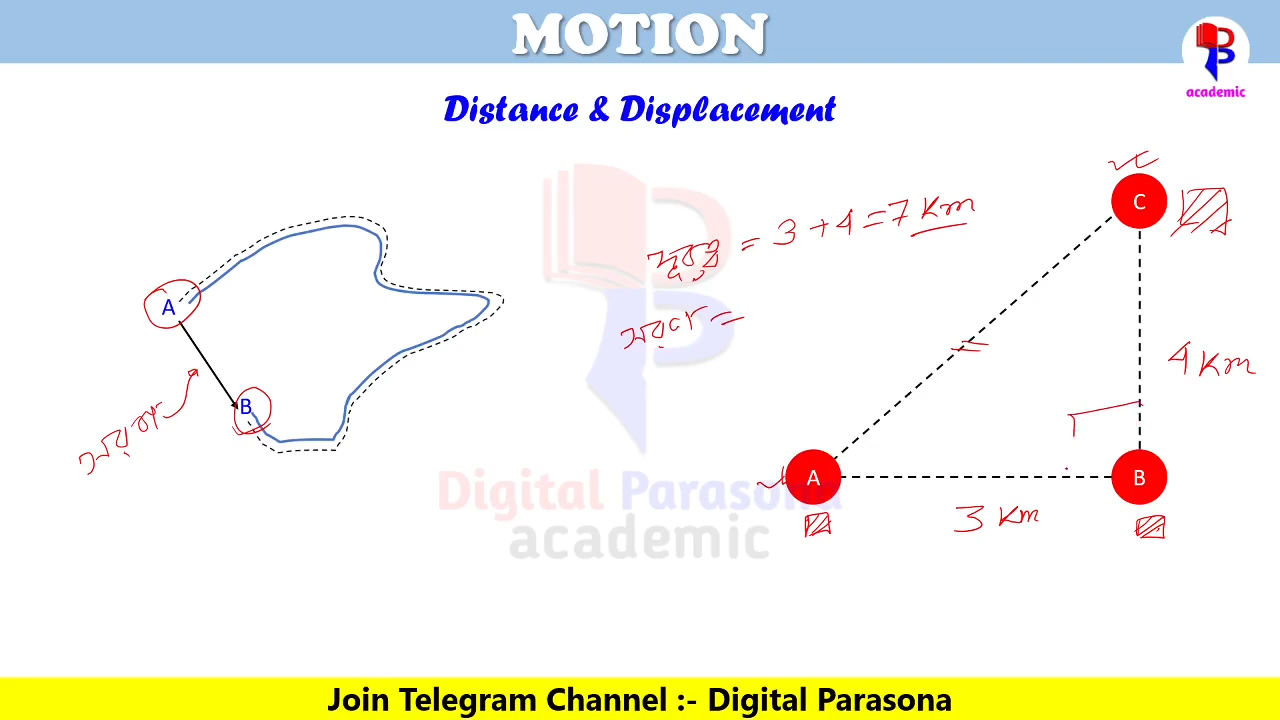 MOTION
academic
Distance & Displacement
দূরত্ব = 3 + 4 = 7 Km
সরণ =
A
B
সরণ
C
4 Km
A
B
3 Km
Digital Parasona
academic
Join Telegram Channel :- Digital Parasona